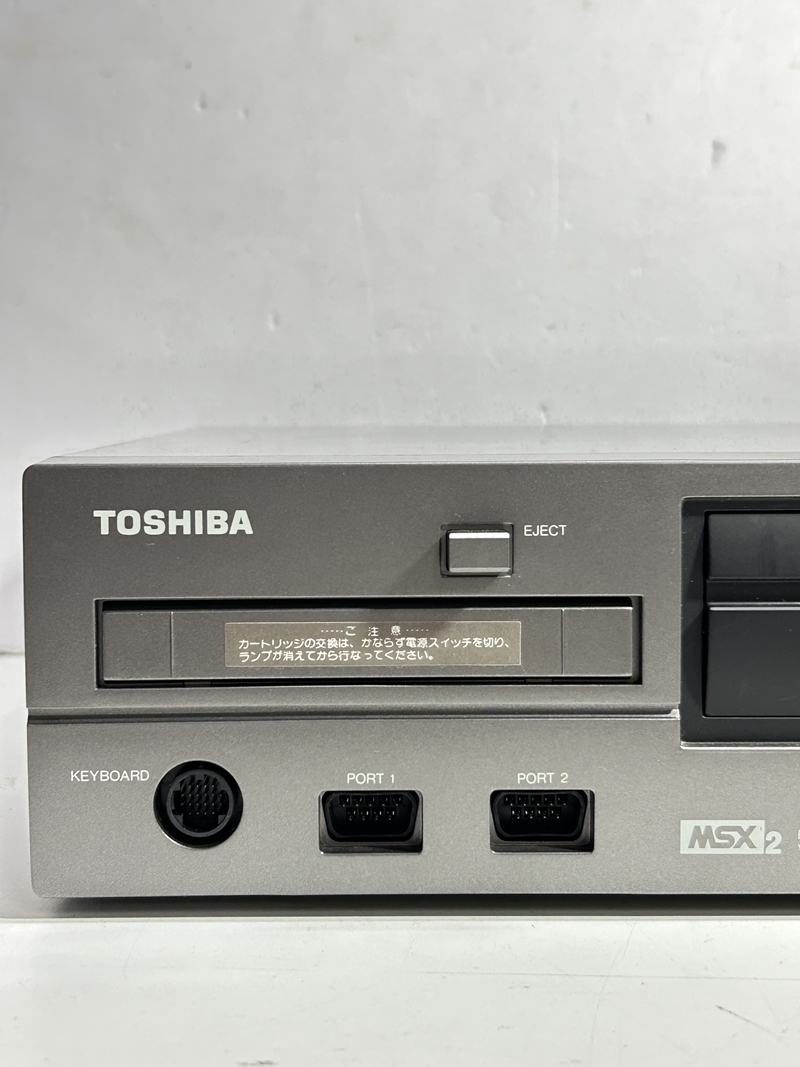 TOSHIBA
EJECT
-----ご 注 意-----
カートリッジの交換は、かならず電源スイッチを切り、
ランプが消えてから行なってください。
KEYBOARD
PORT 1
PORT 2
MSX 2